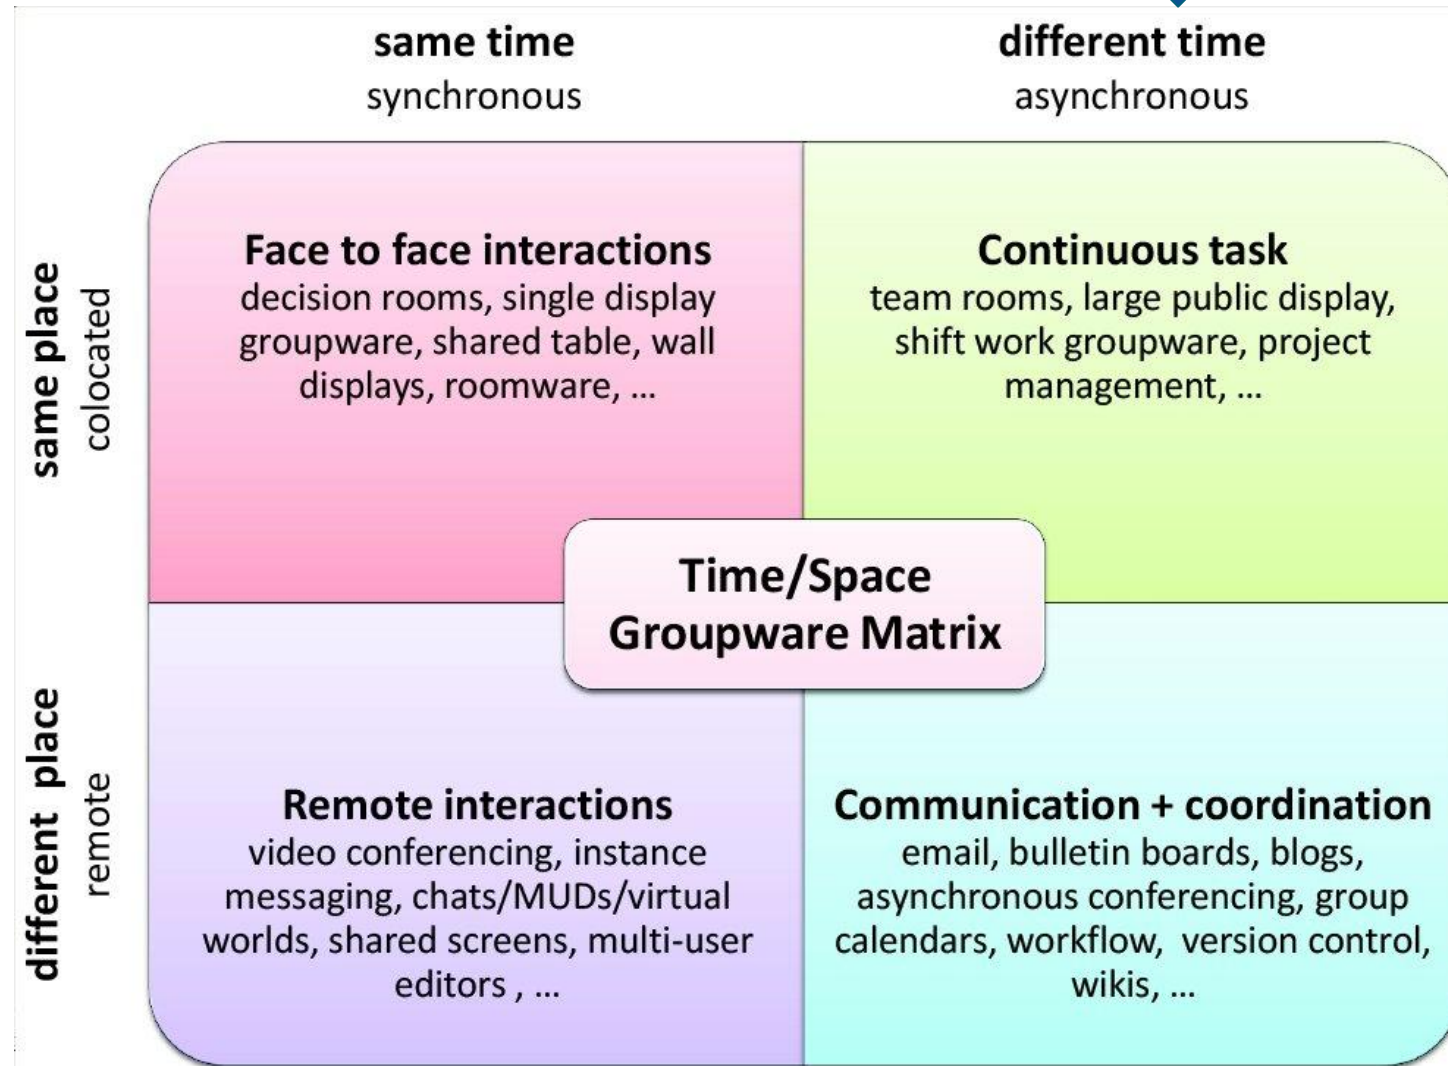 same time
synchronous
different time
asynchronous
same place
colocated
Face to face interactions
decision rooms, single display
groupware, shared table, wall
displays, roomware, ...
Continuous task
team rooms, large public display,
shift work groupware, project
management, ...
Time/Space
Groupware Matrix
different place
remote
Remote interactions
video conferencing, instance
messaging, chats/MUDs/virtual
worlds, shared screens, multi-user
editors , ...
Communication + coordination
email, bulletin boards, blogs,
asynchronous conferencing, group
calendars, workflow, version control,
wikis, ...